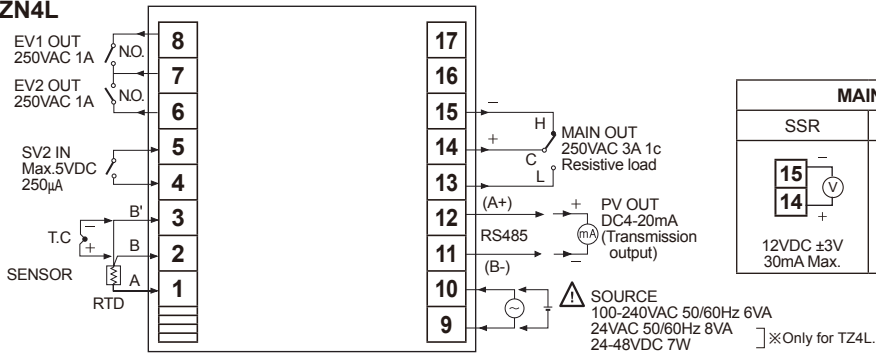 ZN4L
EV1 OUT
250VAC 1A
N.O.
EV2 OUT
250VAC 1A
N.O.
SV2 IN
Max.5VDC
250µA
B'
T.C
−
+
B
SENSOR
A
RTD
8
7
6
5
4
3
2
1
17
16
15
14
13
12
11
10
9
−
H
+
C
L
MAIN OUT
250VAC 3A 1c
Resistive load
(A+)
RS485
(B-)
+
mA
−
PV OUT
DC4-20mA
(Transmission
output)
SOURCE
100-240VAC 50/60Hz 6VA
24VAC 50/60Hz 8VA
24-48VDC 7W
※Only for TZ4L.
MAIN
SSR
15
14
−
V
+
12VDC ±3V
30mA Max.